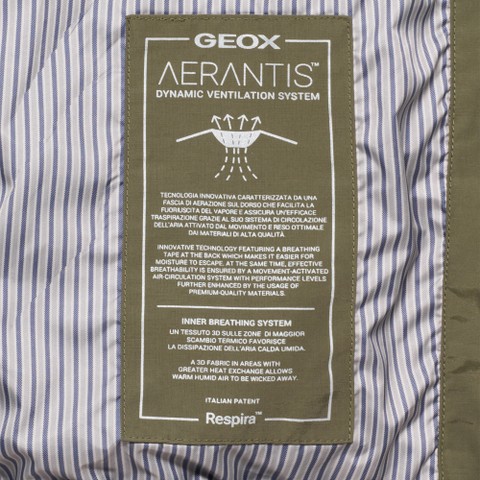 GEOX
AERANTIS™
DYNAMIC VENTILATION SYSTEM
TECNOLOGIA INNOVATIVA CARATTERIZZATA DA UNA
FASCIA DI AERAZIONE SUL DORSO CHE FACILITA LA
FUORIUSCITA DEL VAPORE E ASSICURA UN'EFFICACE
TRASPIRAZIONE GRAZIE AL SUO SISTEMA DI CIRCOLAZIONE
DELL'ARIA ATTIVATO DAL MOVIMENTO E RESO OTTIMALE
DAI MATERIALI DI ALTA QUALITÀ
INNOVATIVE TECHNOLOGY FEATURING A BREATHING
TAPE AT THE BACK WHICH MAKES IT EASIER FOR
MOISTURE TO ESCAPE. AT THE SAME TIME, EFFECTIVE
BREATHABILITY IS ENSURED BY A MOVEMENT-ACTIVATED
AIR-CIRCULATION SYSTEM WITH PERFORMANCE LEVELS
FURTHER ENHANCED BY THE USAGE OF
PREMIUM-QUALITY MATERIALS.
INNER BREATHING SYSTEM
UN TESSUTO 3D SULLE ZONE DI MAGGIOR
SCAMBIO TERMICO FAVORISCE
LA DISSIPAZIONE DELL'ARIA CALDA UMIDA.
A 3D FABRIC IN AREAS WITH
GREATER HEAT EXCHANGE ALLOWS
WARM HUMID AIR TO BE WICKED AWAY.
ITALIAN PATENT
Respira™